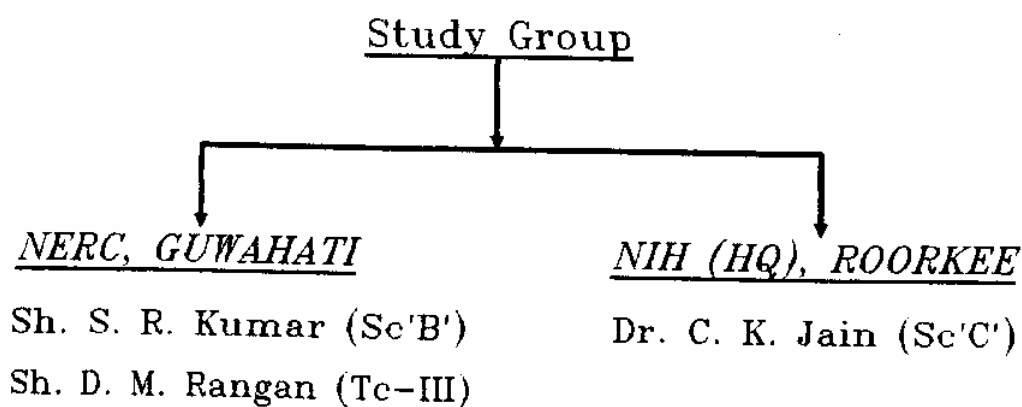 Study Group
NERC, GUWAHATI
Sh. S. R. Kumar (Sc'B')
Sh. D. M. Rangan (Tc-III)
NIH (HQ), ROORKEE
Dr. C. K. Jain (Sc'C')